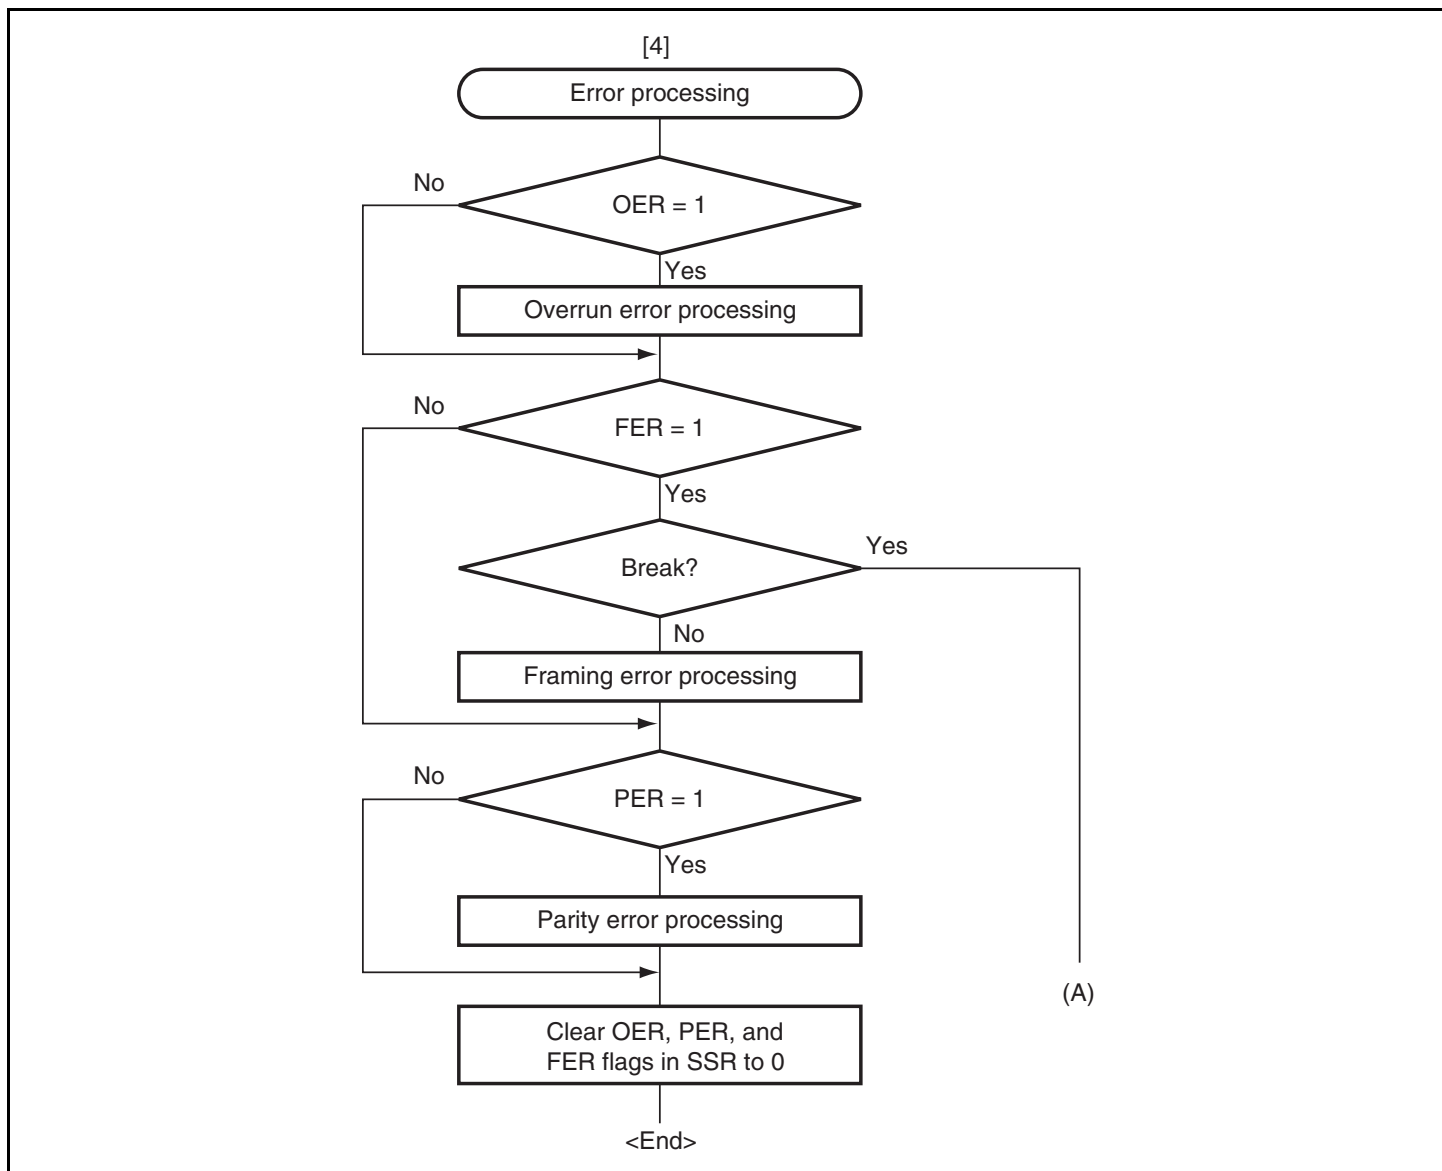 [4]
Error processing
No
OER = 1
Yes
Overrun error processing
No
FER = 1
Yes
Yes
Break?
No
Framing error processing
No
PER = 1
Yes
Parity error processing
(A)
Clear OER, PER, and
FER flags in SSR to 0
<End>